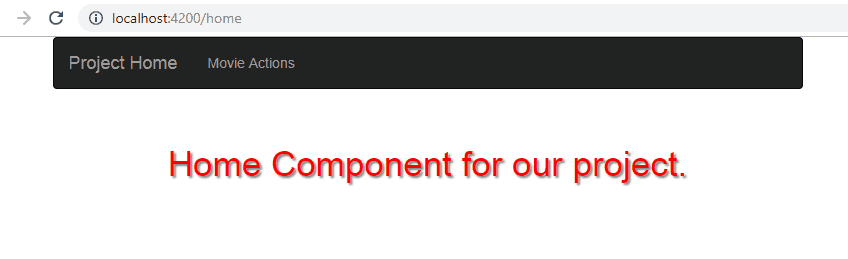 localhost:4200/home
Project Home Movie Actions
Home Component for our project.